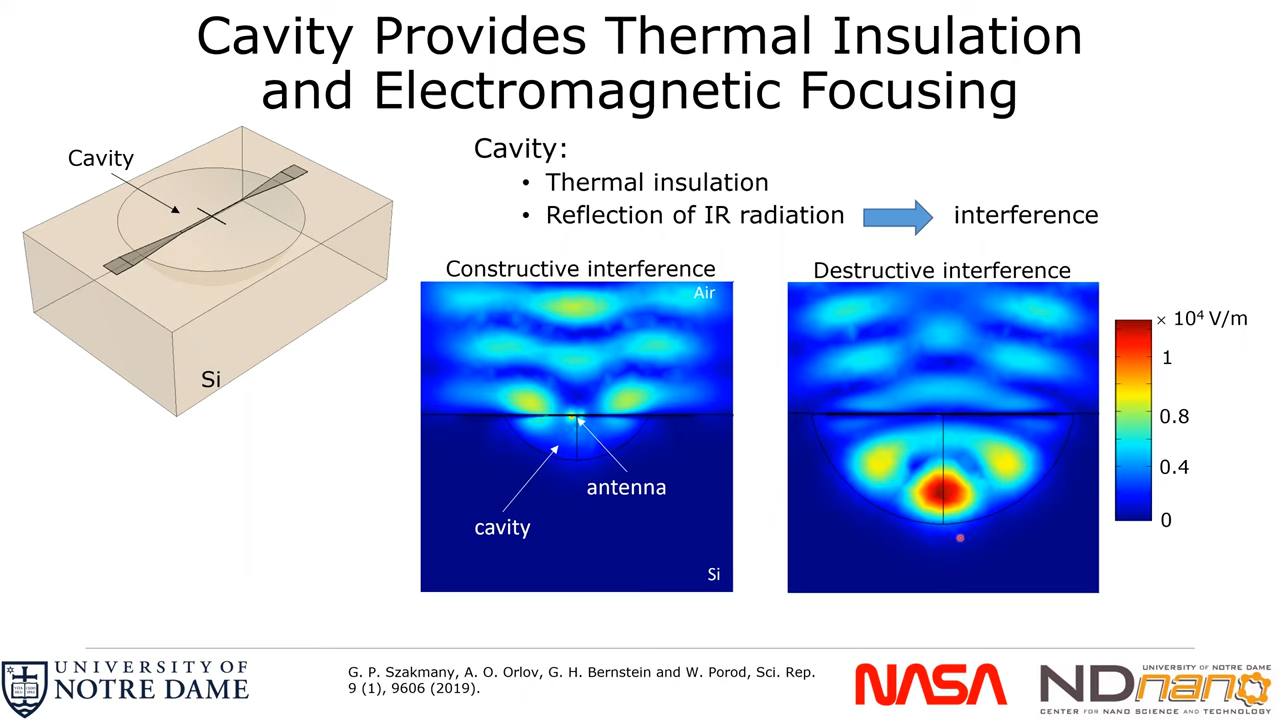 Cavity Provides Thermal Insulation
and Electromagnetic Focusing
Cavity
Si
Cavity:
• Thermal insulation
• Reflection of IR radiation
interference
Constructive interference
Air
antenna
cavity
Si
Destructive interference
× 10⁴ V/m
1
0.8
0.4
0
UNIVERSITY OF
NOTRE DAME
G. P. Szakmany, A. O. Orlov, G. H. Bernstein and W. Porod, Sci. Rep.
9 (1), 9606 (2019).
NASA
UNIVERSITY OF NOTRE DAME
NDnano
CENTER FOR NANO SCIENCE AND TECHNOLOGY